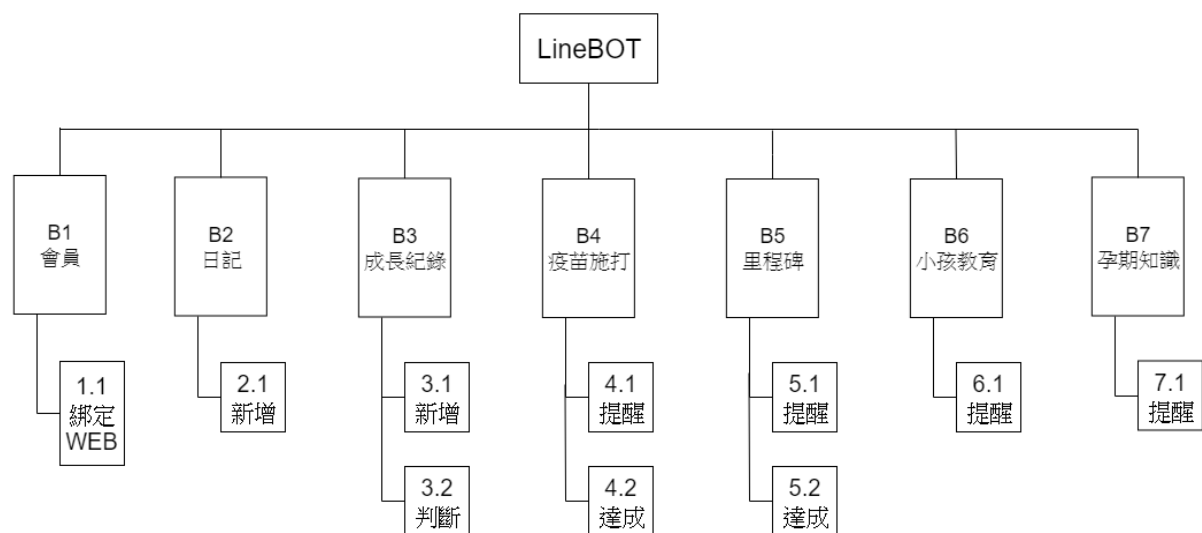 LineBOT
B1
會員
B2
日記
B3
成長紀錄
B4
疫苗施打
B5
里程碑
B6
小孩教育
B7
孕期知識
1.1
綁定
WEB
2.1
新增
3.1
新增
4.1
提醒
5.1
提醒
6.1
提醒
7.1
提醒
3.2
判斷
4.2
達成
5.2
達成